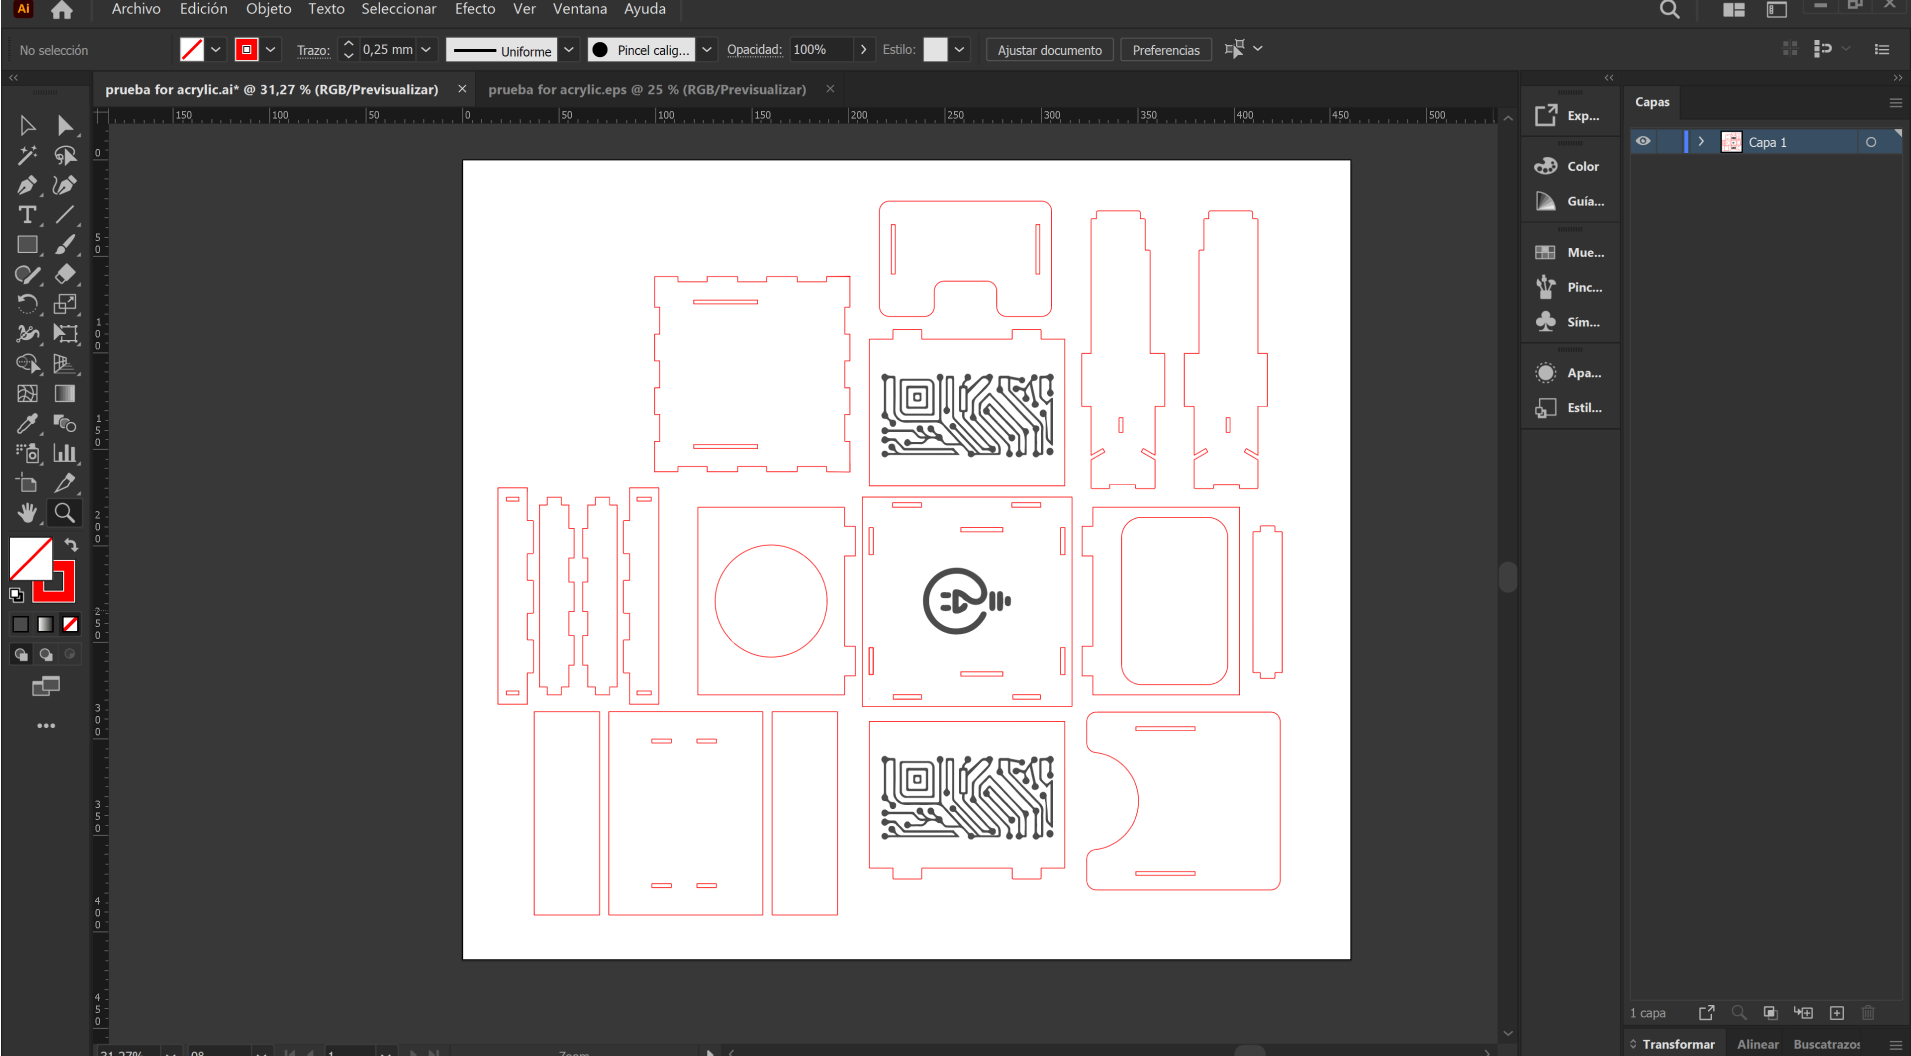 Ai Archivo Edición Objeto Texto Seleccionar Efecto Ver Ventana Ayuda
No selección Trazo: 0,25 mm Uniforme Pincel calig... Opacidad: 100% Estilo: Ajustar documento Preferencias
prueba for acrylic.ai* @ 31,27 % (RGB/Previsualizar) × prueba for acrylic.eps @ 25 % (RGB/Previsualizar) ×
150 100 50 0 50 100 150 200 250 300 350 400 450 500
0
50
100
150
200
250
300
350
400
450
Exp...
Color
Guía...
Mue...
Pinc...
Sím...
Apa...
Estil...
Capas
Capa 1
1 capa
Transformar Alinear Buscatrazos
31,27% 0° 1 Zoom